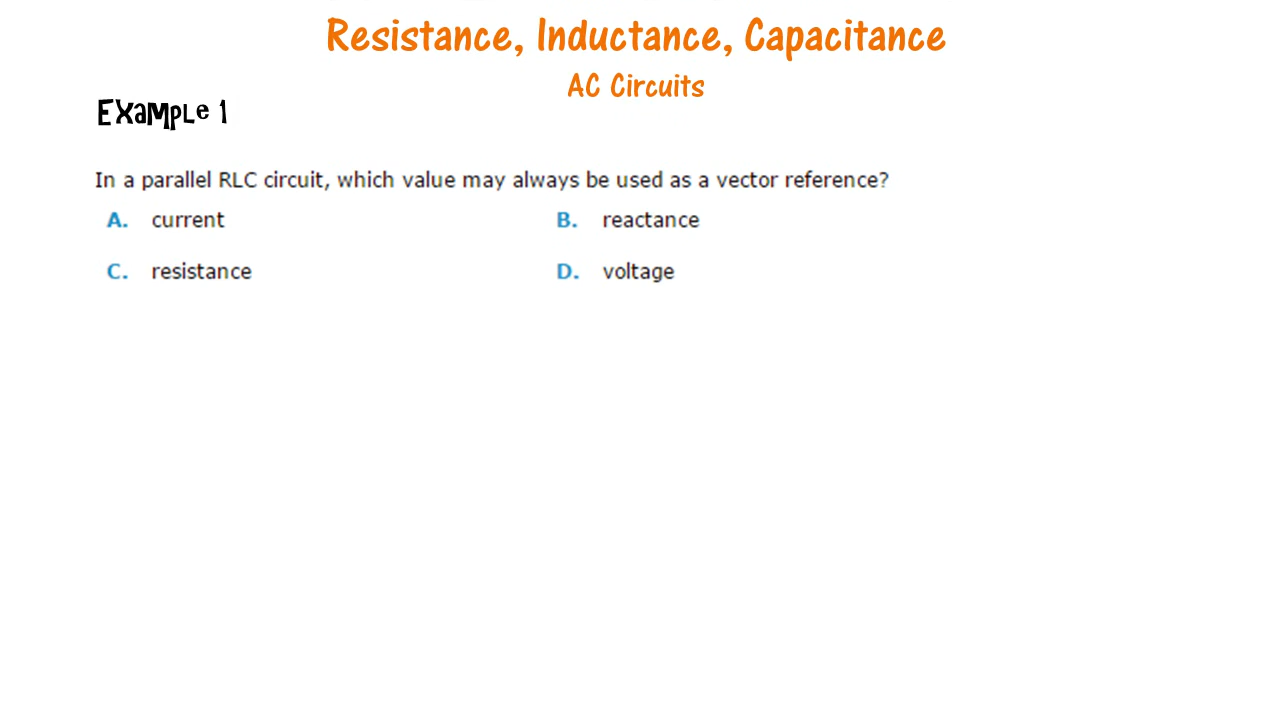 Resistance, Inductance, Capacitance
AC Circuits
Example 1
In a parallel RLC circuit, which value may always be used as a vector reference?
A. current B. reactance
C. resistance D. voltage